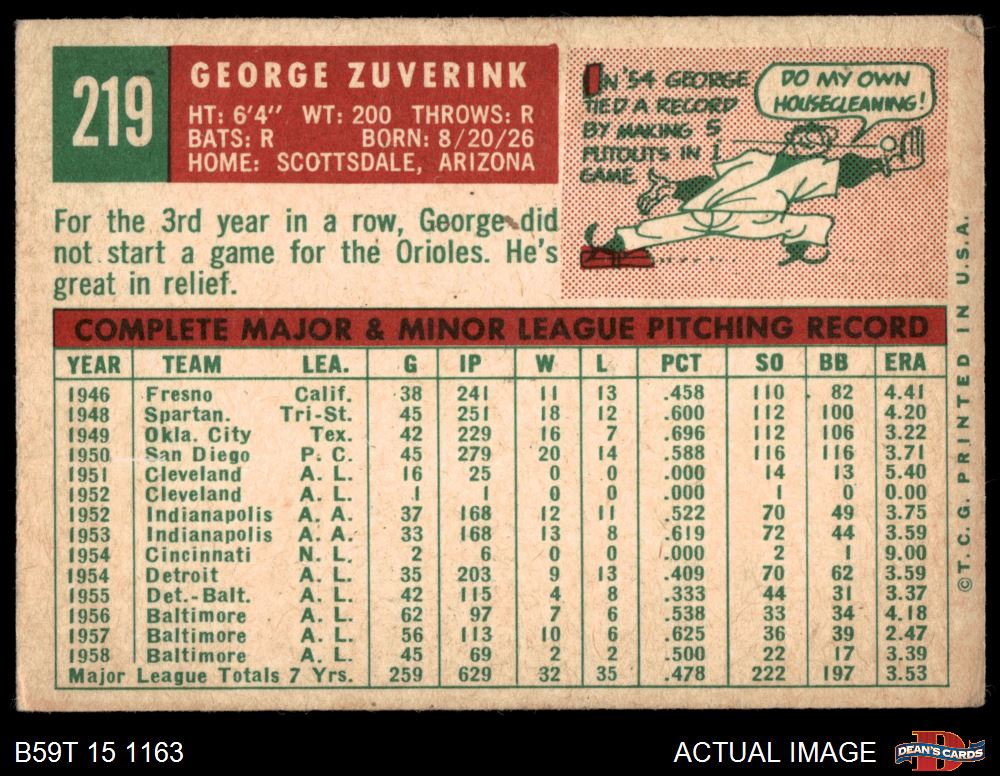 219
GEORGE ZUVERINK
HT: 6'4" WT: 200 THROWS: R
BATS: R BORN: 8/20/26
HOME: SCOTTSDALE, ARIZONA
IN '54 GEORGE
TIED A RECORD
BY MAKING 5
PUTOUTS IN 1
GAME
DO MY OWN
HOUSECLEANING!
For the 3rd year in a row, George did
not start a game for the Orioles. He's
great in relief.
COMPLETE MAJOR & MINOR LEAGUE PITCHING RECORD
YEAR TEAM LEA. G IP W L PCT SO BB ERA
1946 Fresno Calif. 38 241 11 13 .458 110 82 4.41
1948 Spartan. Tri-St. 45 251 18 12 .600 112 100 4.20
1949 Okla. City Tex. 42 229 16 7 .696 112 106 3.22
1950 San Diego P. C. 45 279 20 14 .588 116 116 3.71
1951 Cleveland A. L. 16 25 0 0 .000 14 13 5.40
1952 Cleveland A. L. 1 1 0 0 .000 1 0 0.00
1952 Indianapolis A. A. 37 168 12 11 .522 70 49 3.75
1953 Indianapolis A. A. 33 168 13 8 .619 72 44 3.59
1954 Cincinnati N. L. 2 6 0 0 .000 2 1 9.00
1954 Detroit A. L. 35 203 9 13 .409 70 62 3.59
1955 Det.-Balt. A. L. 42 115 4 8 .333 44 31 3.37
1956 Baltimore A. L. 62 97 7 6 .538 33 34 4.18
1957 Baltimore A. L. 56 113 10 6 .625 36 39 2.47
1958 Baltimore A. L. 45 69 2 2 .500 22 17 3.39
Major League Totals 7 Yrs. 259 629 32 35 .478 222 197 3.53
©T.C.G. PRINTED IN U.S.A.
B59T 15 1163
ACTUAL IMAGE
D
DEAN'S CARDS